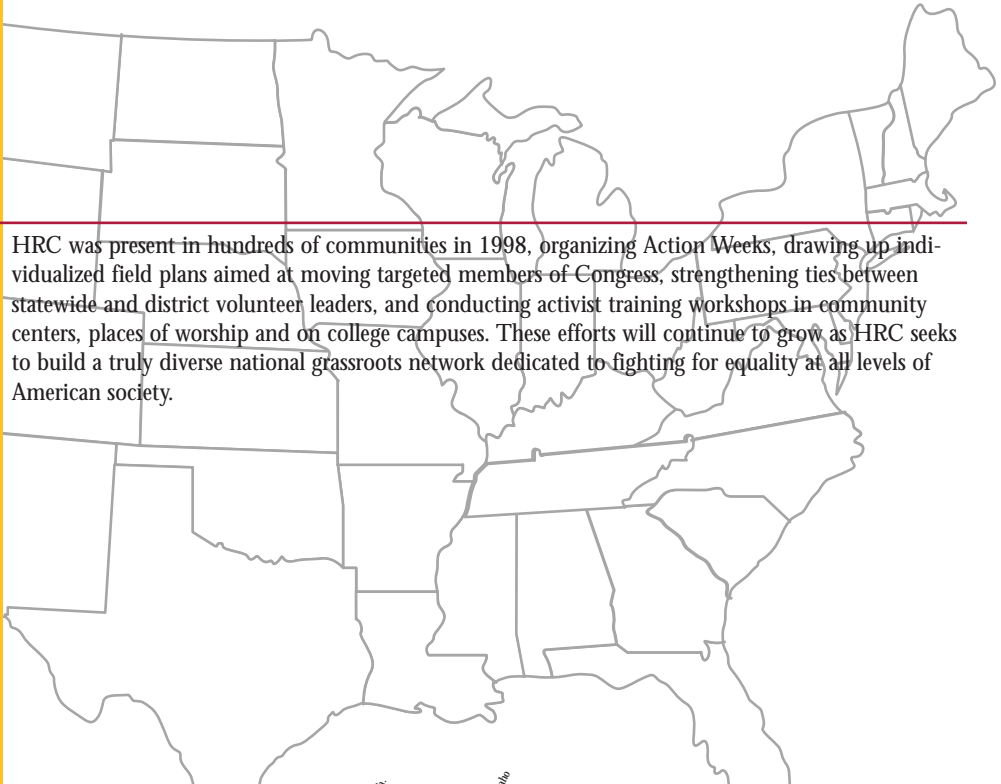 HRC was present in hundreds of communities in 1998, organizing Action Weeks, drawing up indi-
vidualized field plans aimed at moving targeted members of Congress, strengthening ties between
statewide and district volunteer leaders, and conducting activist training workshops in community
centers, places of worship and on college campuses. These efforts will continue to grow as HRC seeks
to build a truly diverse national grassroots network dedicated to fighting for equality at all levels of
American society.